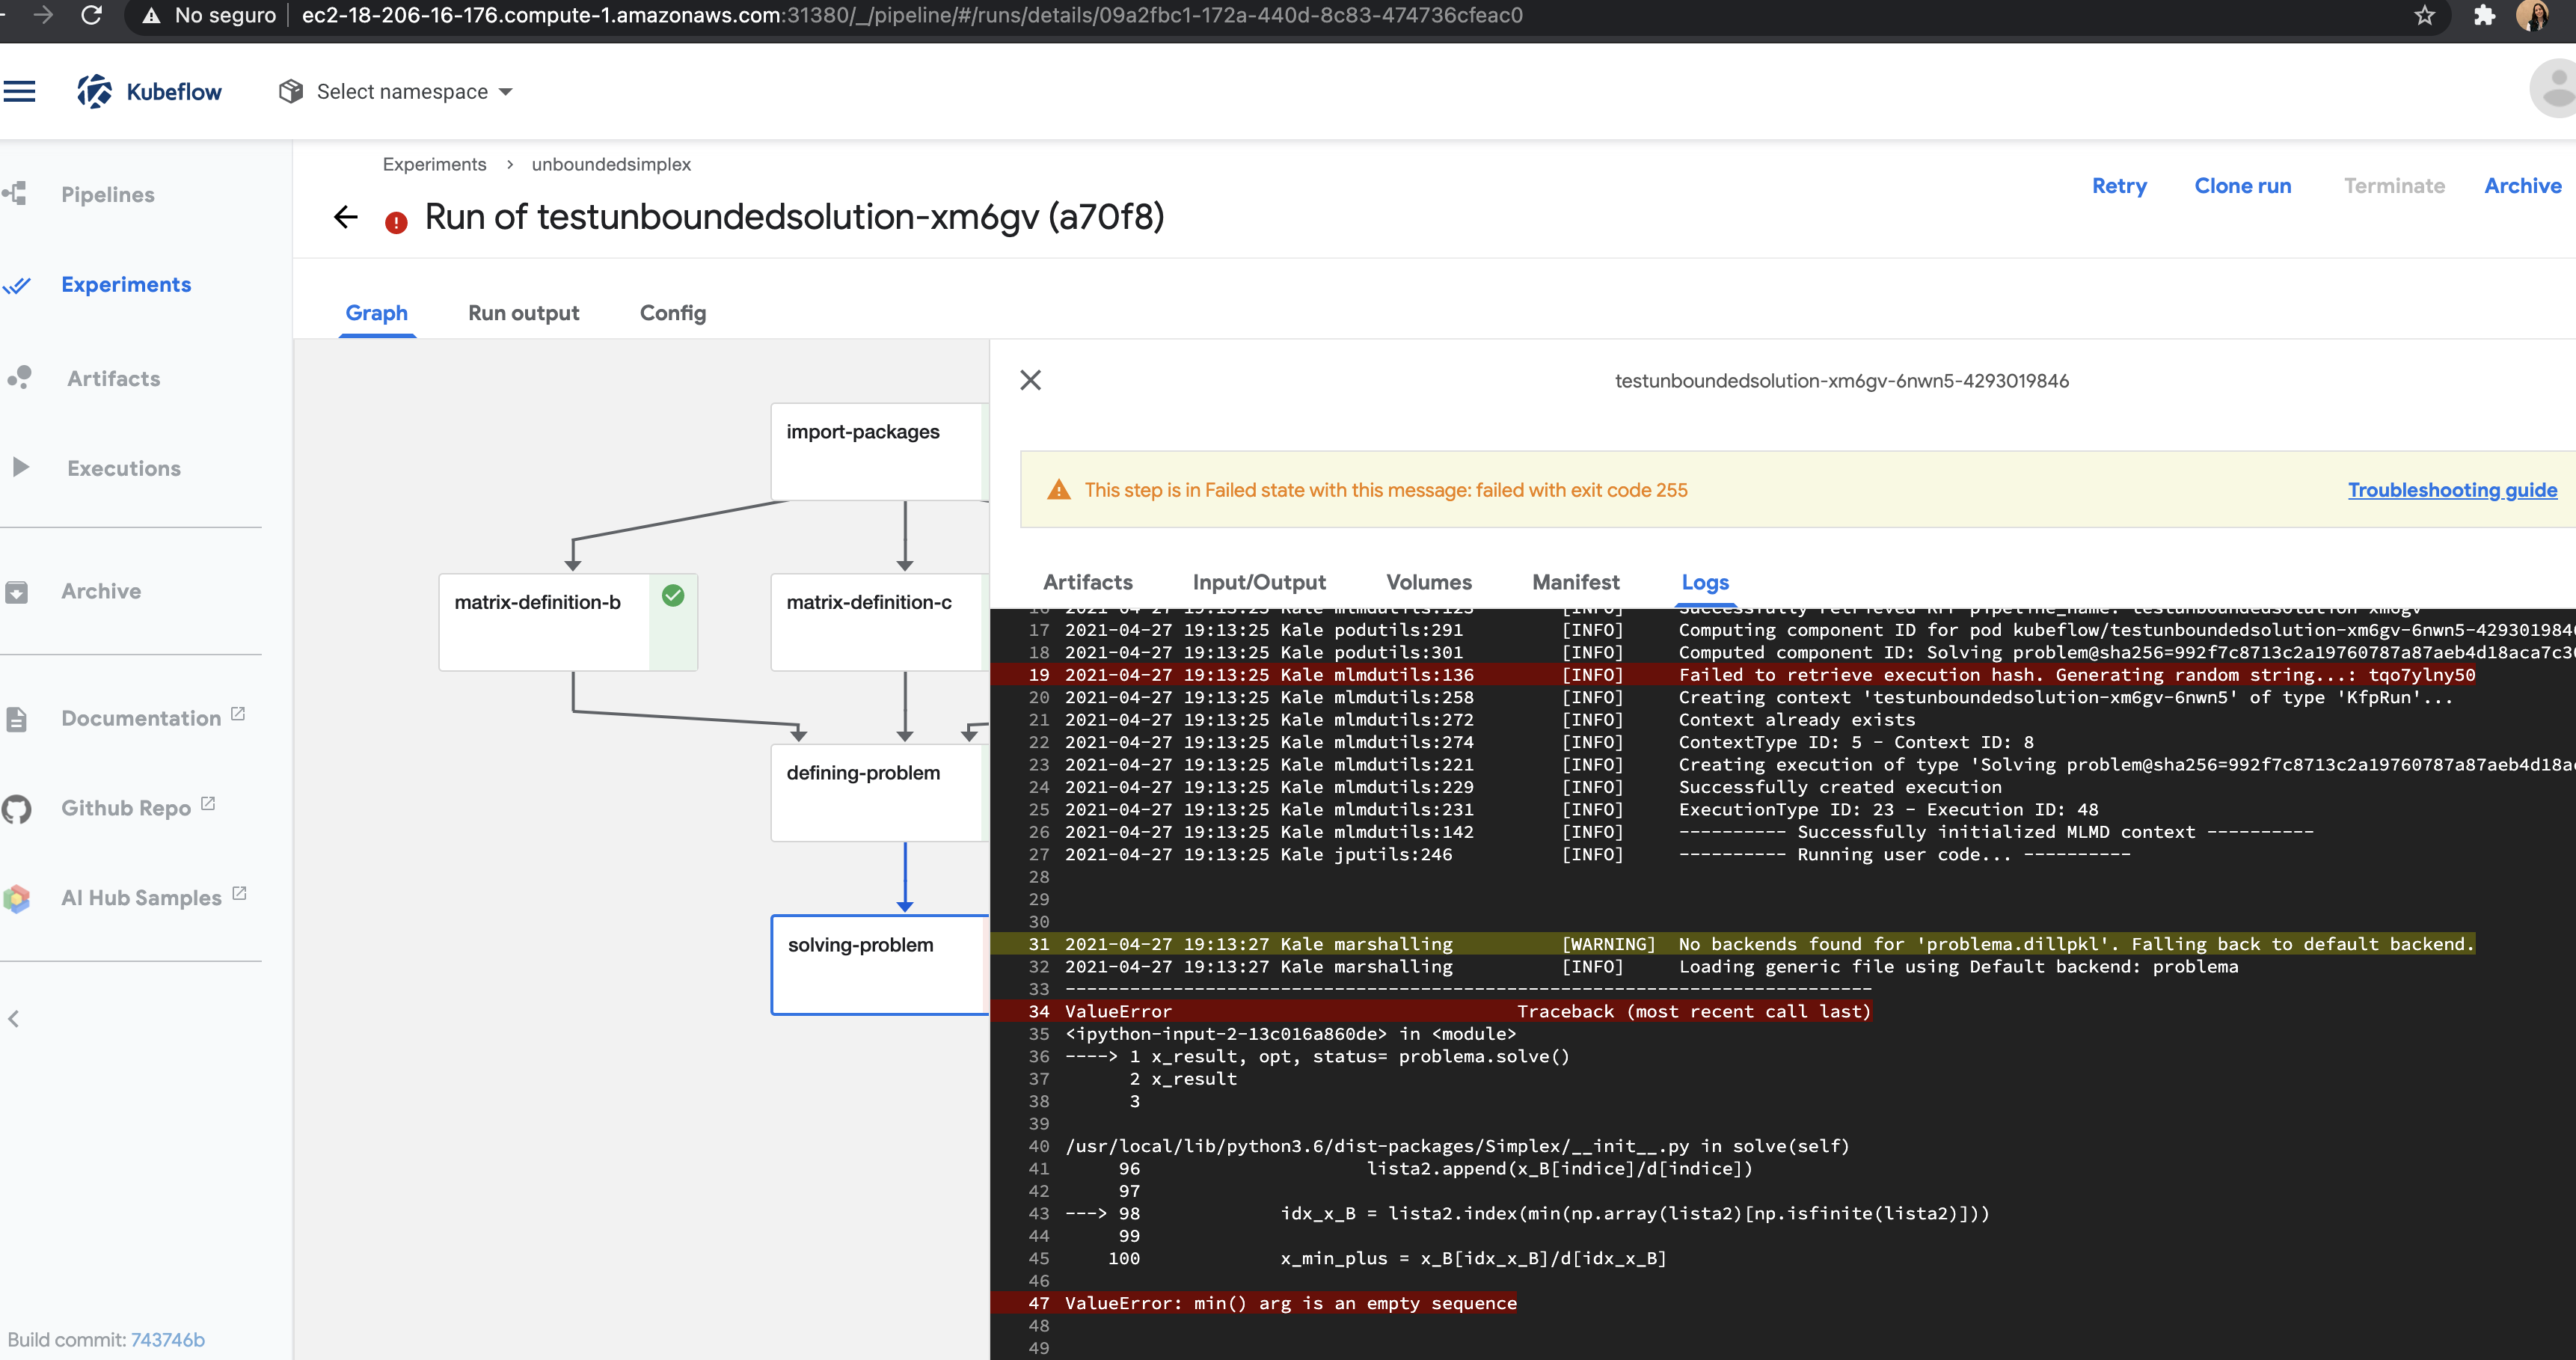 No seguro ec2-18-206-16-176.compute-1.amazonaws.com:31380/_/pipeline/#/runs/details/09a2fbc1-172a-440d-8c83-474736cfeac0
Kubeflow
Select namespace
Pipelines
Experiments
Artifacts
Executions
Archive
Documentation
Github Repo
AI Hub Samples
Build commit: 743746b
Experiments > unboundedsimplex
Run of testunboundedsolution-xm6gv (a70f8)
Retry Clone run Terminate Archive
Graph Run output Config
import-packages
matrix-definition-b
matrix-definition-c
defining-problem
solving-problem
testunboundedsolution-xm6gv-6nwn5-4293019846
This step is in Failed state with this message: failed with exit code 255
Troubleshooting guide
Artifacts Input/Output Volumes Manifest Logs
16 2021-04-27 19:13:25 Kale mlmdutils:123 [INFO] Successfully retrieved KFP pipeline_name: testunboundedsolution-xm6gv
17 2021-04-27 19:13:25 Kale podutils:291 [INFO] Computing component ID for pod kubeflow/testunboundedsolution-xm6gv-6nwn5-429301984
18 2021-04-27 19:13:25 Kale podutils:301 [INFO] Computed component ID: Solving problem@sha256=992f7c8713c2a19760787a87aeb4d18aca7c3
19 2021-04-27 19:13:25 Kale mlmdutils:136 [INFO] Failed to retrieve execution hash. Generating random string...: tqo7ylny50
20 2021-04-27 19:13:25 Kale mlmdutils:258 [INFO] Creating context 'testunboundedsolution-xm6gv-6nwn5' of type 'KfpRun'...
21 2021-04-27 19:13:25 Kale mlmdutils:272 [INFO] Context already exists
22 2021-04-27 19:13:25 Kale mlmdutils:274 [INFO] ContextType ID: 5 - Context ID: 8
23 2021-04-27 19:13:25 Kale mlmdutils:221 [INFO] Creating execution of type 'Solving problem@sha256=992f7c8713c2a19760787a87aeb4d18a
24 2021-04-27 19:13:25 Kale mlmdutils:229 [INFO] Successfully created execution
25 2021-04-27 19:13:25 Kale mlmdutils:231 [INFO] ExecutionType ID: 23 - Execution ID: 48
26 2021-04-27 19:13:25 Kale mlmdutils:142 [INFO] ---------- Successfully initialized MLMD context ----------
27 2021-04-27 19:13:25 Kale jputils:246 [INFO] ---------- Running user code... ----------
28
29
30
31 2021-04-27 19:13:27 Kale marshalling [WARNING] No backends found for 'problema.dillpkl'. Falling back to default backend.
32 2021-04-27 19:13:27 Kale marshalling [INFO] Loading generic file using Default backend: problema
33 ---------------------------------------------------------------------------
34 ValueError Traceback (most recent call last)
35 <ipython-input-2-13c016a860de> in <module>
36 ----> 1 x_result, opt, status= problema.solve()
37 2 x_result
38 3
39
40 /usr/local/lib/python3.6/dist-packages/Simplex/__init__.py in solve(self)
41 96 lista2.append(x_B[indice]/d[indice])
42 97
43 ---> 98 idx_x_B = lista2.index(min(np.array(lista2)[np.isfinite(lista2)]))
44 99
45 100 x_min_plus = x_B[idx_x_B]/d[idx_x_B]
46
47 ValueError: min() arg is an empty sequence
48
49